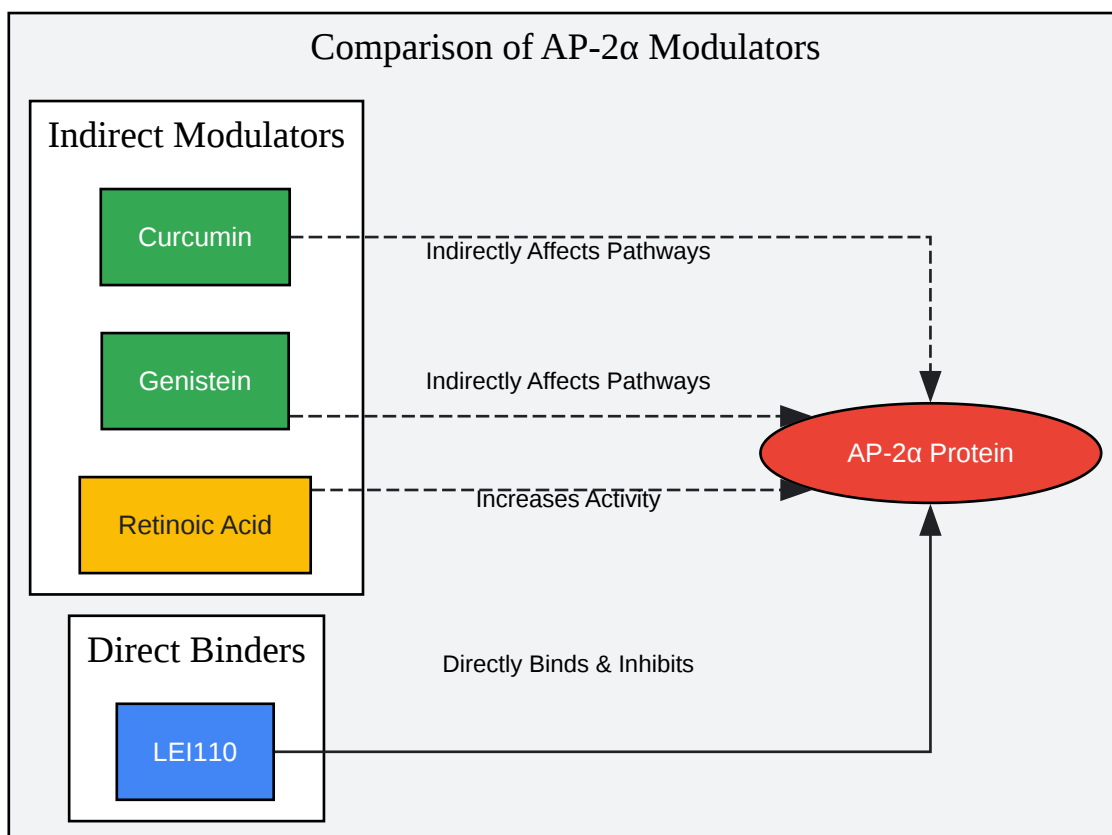 Comparison of AP-2α Modulators
Indirect Modulators
Curcumin
Indirectly Affects Pathways
Genistein
Indirectly Affects Pathways
AP-2α Protein
Retinoic Acid
Increases Activity
Direct Binders
Directly Binds & Inhibits
LEI110